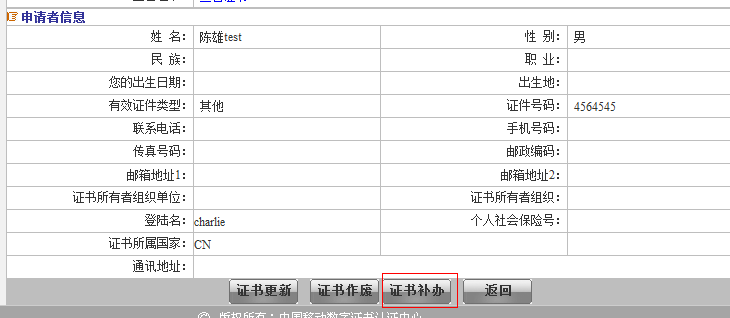 申请者信息
姓 名： 陈雄test 性 别： 男
民 族： 职 业：
您的出生日期： 出生地：
有效证件类型： 其他 证件号码： 4564545
联系电话： 手机号码：
传真号码： 邮政编码：
邮箱地址1： 邮箱地址2：
证书所有者组织单位： 证书所有者组织：
登陆名： charlie 个人社会保险号：
证书所属国家： CN
通讯地址：
证书更新 证书作废 证书补办 返回
© 版权所有：中国移动数字证书认证中心